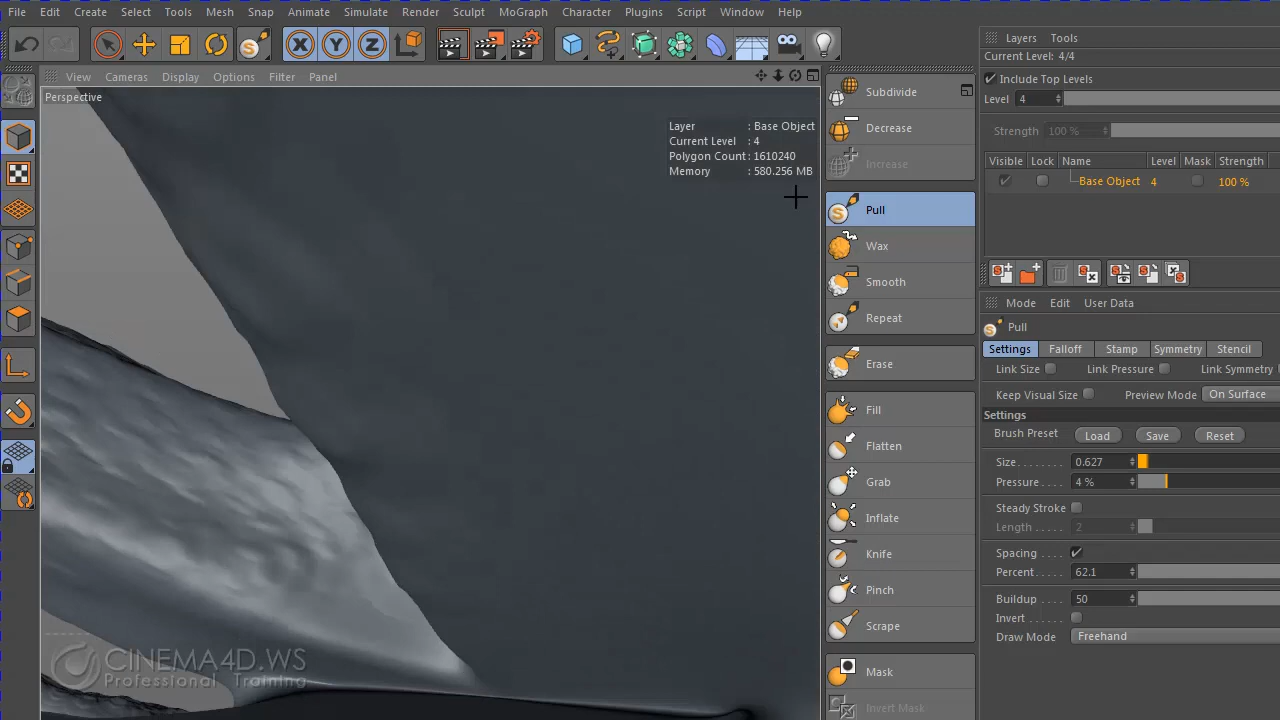 File Edit Create Select Tools Mesh Snap Animate Simulate Render Sculpt MoGraph Character Plugins Script Window Help
X Y Z
View Cameras Display Options Filter Panel
Perspective
Layer : Base Object
Current Level : 4
Polygon Count : 1610240
Memory : 580.256 MB
CINEMA4D.WS
Professional Training
Subdivide
Decrease
Increase
Pull
Wax
Smooth
Repeat
Erase
Fill
Flatten
Grab
Inflate
Knife
Pinch
Scrape
Mask
Invert Mask
Layers Tools
Current Level: 4/4
Include Top Levels
Level 4
Strength 100 %
Visible Lock Name Level Mask Strength
Base Object 4 100 %
Mode Edit User Data
Pull
Settings Falloff Stamp Symmetry Stencil
Link Size Link Pressure Link Symmetry
Keep Visual Size Preview Mode On Surface
Settings
Brush Preset Load Save Reset
Size 0.627
Pressure 4 %
Steady Stroke
Length 2
Spacing
Percent 62.1
Buildup 50
Invert
Draw Mode Freehand